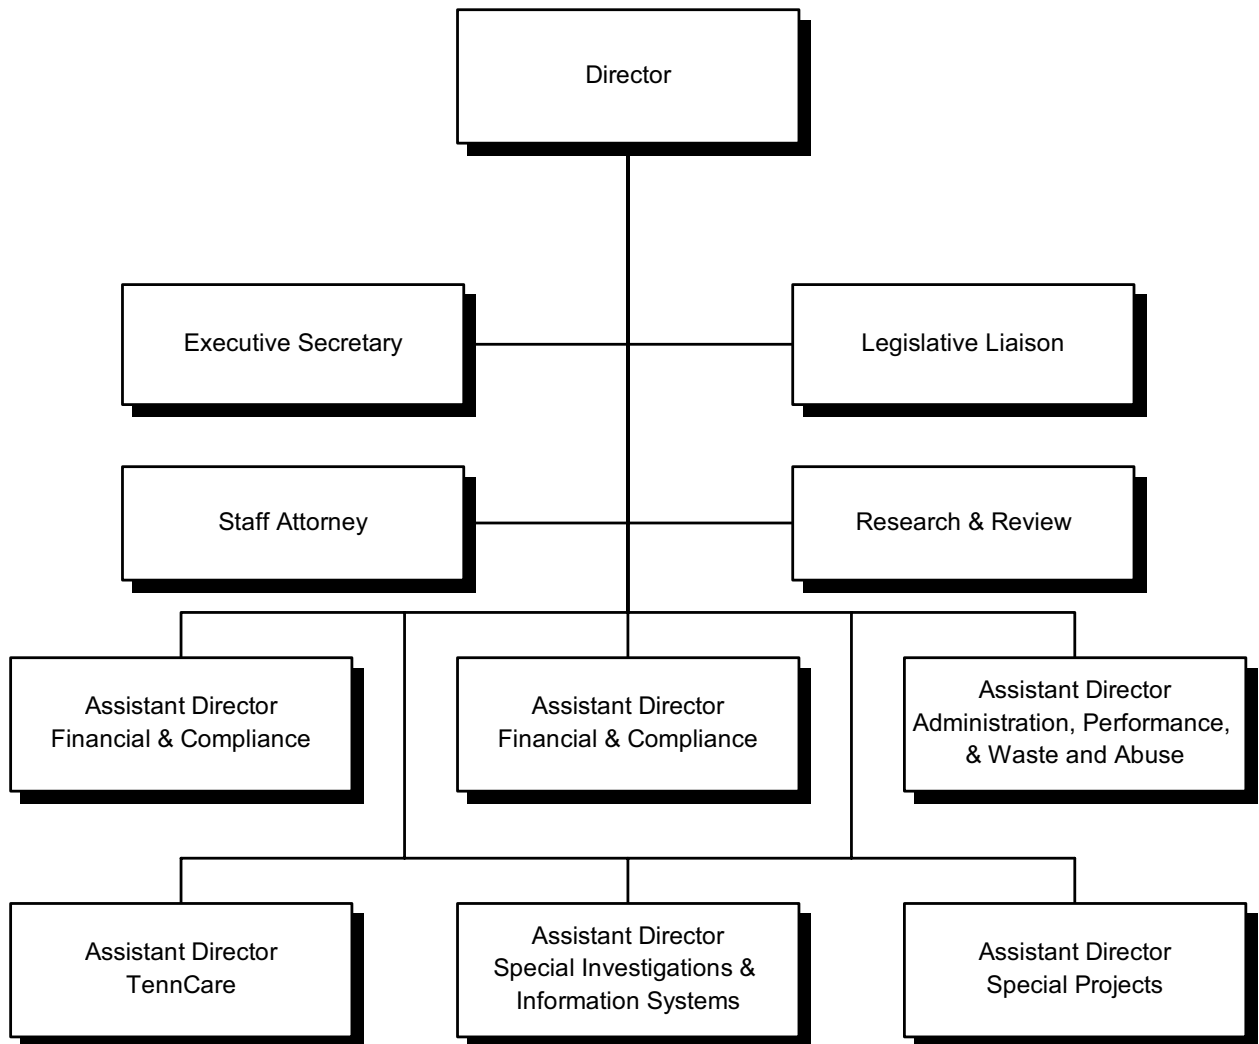 Director
Executive Secretary
Legislative Liaison
Staff Attorney
Research & Review
Assistant Director
Financial & Compliance
Assistant Director
Financial & Compliance
Assistant Director
Administration, Performance,
& Waste and Abuse
Assistant Director
TennCare
Assistant Director
Special Investigations &
Information Systems
Assistant Director
Special Projects